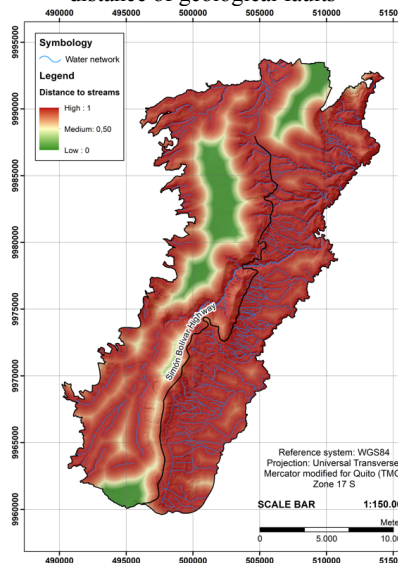 distance of geological faults
490000 495000 500000 505000 510000 5150
Symbology
Water network
Legend
Distance to streams
High : 1
Medium: 0,50
Low : 0
9995000
9990000
9985000
9980000
9975000
9970000
9965000
9960000
Simón Bolívar Highway
Reference system: WGS84
Projection: Universal Transverse
Mercator modified for Quito (TMQ
Zone 17 S
SCALE BAR 1:150.00
Mete
0 5.000 10.00
490000 495000 500000 505000 510000 5150